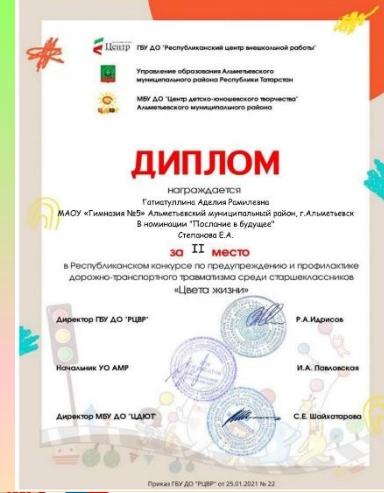 Центр
ГБУ ДО "Республиканский центр внешкольной работы"
Управление образования Альметьевского
муниципального района Республики Татарстан
МБУ ДО "Центр детско-юношеского творчества"
Альметьевского муниципального района
ДИПЛОМ
награждается
Гатиатуллина Аделия Рамилевна
МАОУ «Гимназия №5» Альметьевский муниципальный район, г.Альметьевск
В номинации "Послание в будущее"
Степанова Е.А.
за II место
в Республиканском конкурсе по предупреждению и профилактике
дорожно-транспортного травматизма среди старшеклассников
«Цвета жизни»
Директор ГБУ ДО "РЦВР" Р.А.Идрисов
Начальник УО АМР И.А. Павловская
Директор МБУ ДО "ЦДЮТ" С.Е. Шайхатарова
Приказ ГБУ ДО "РЦВР" от 25.01.2021 № 22